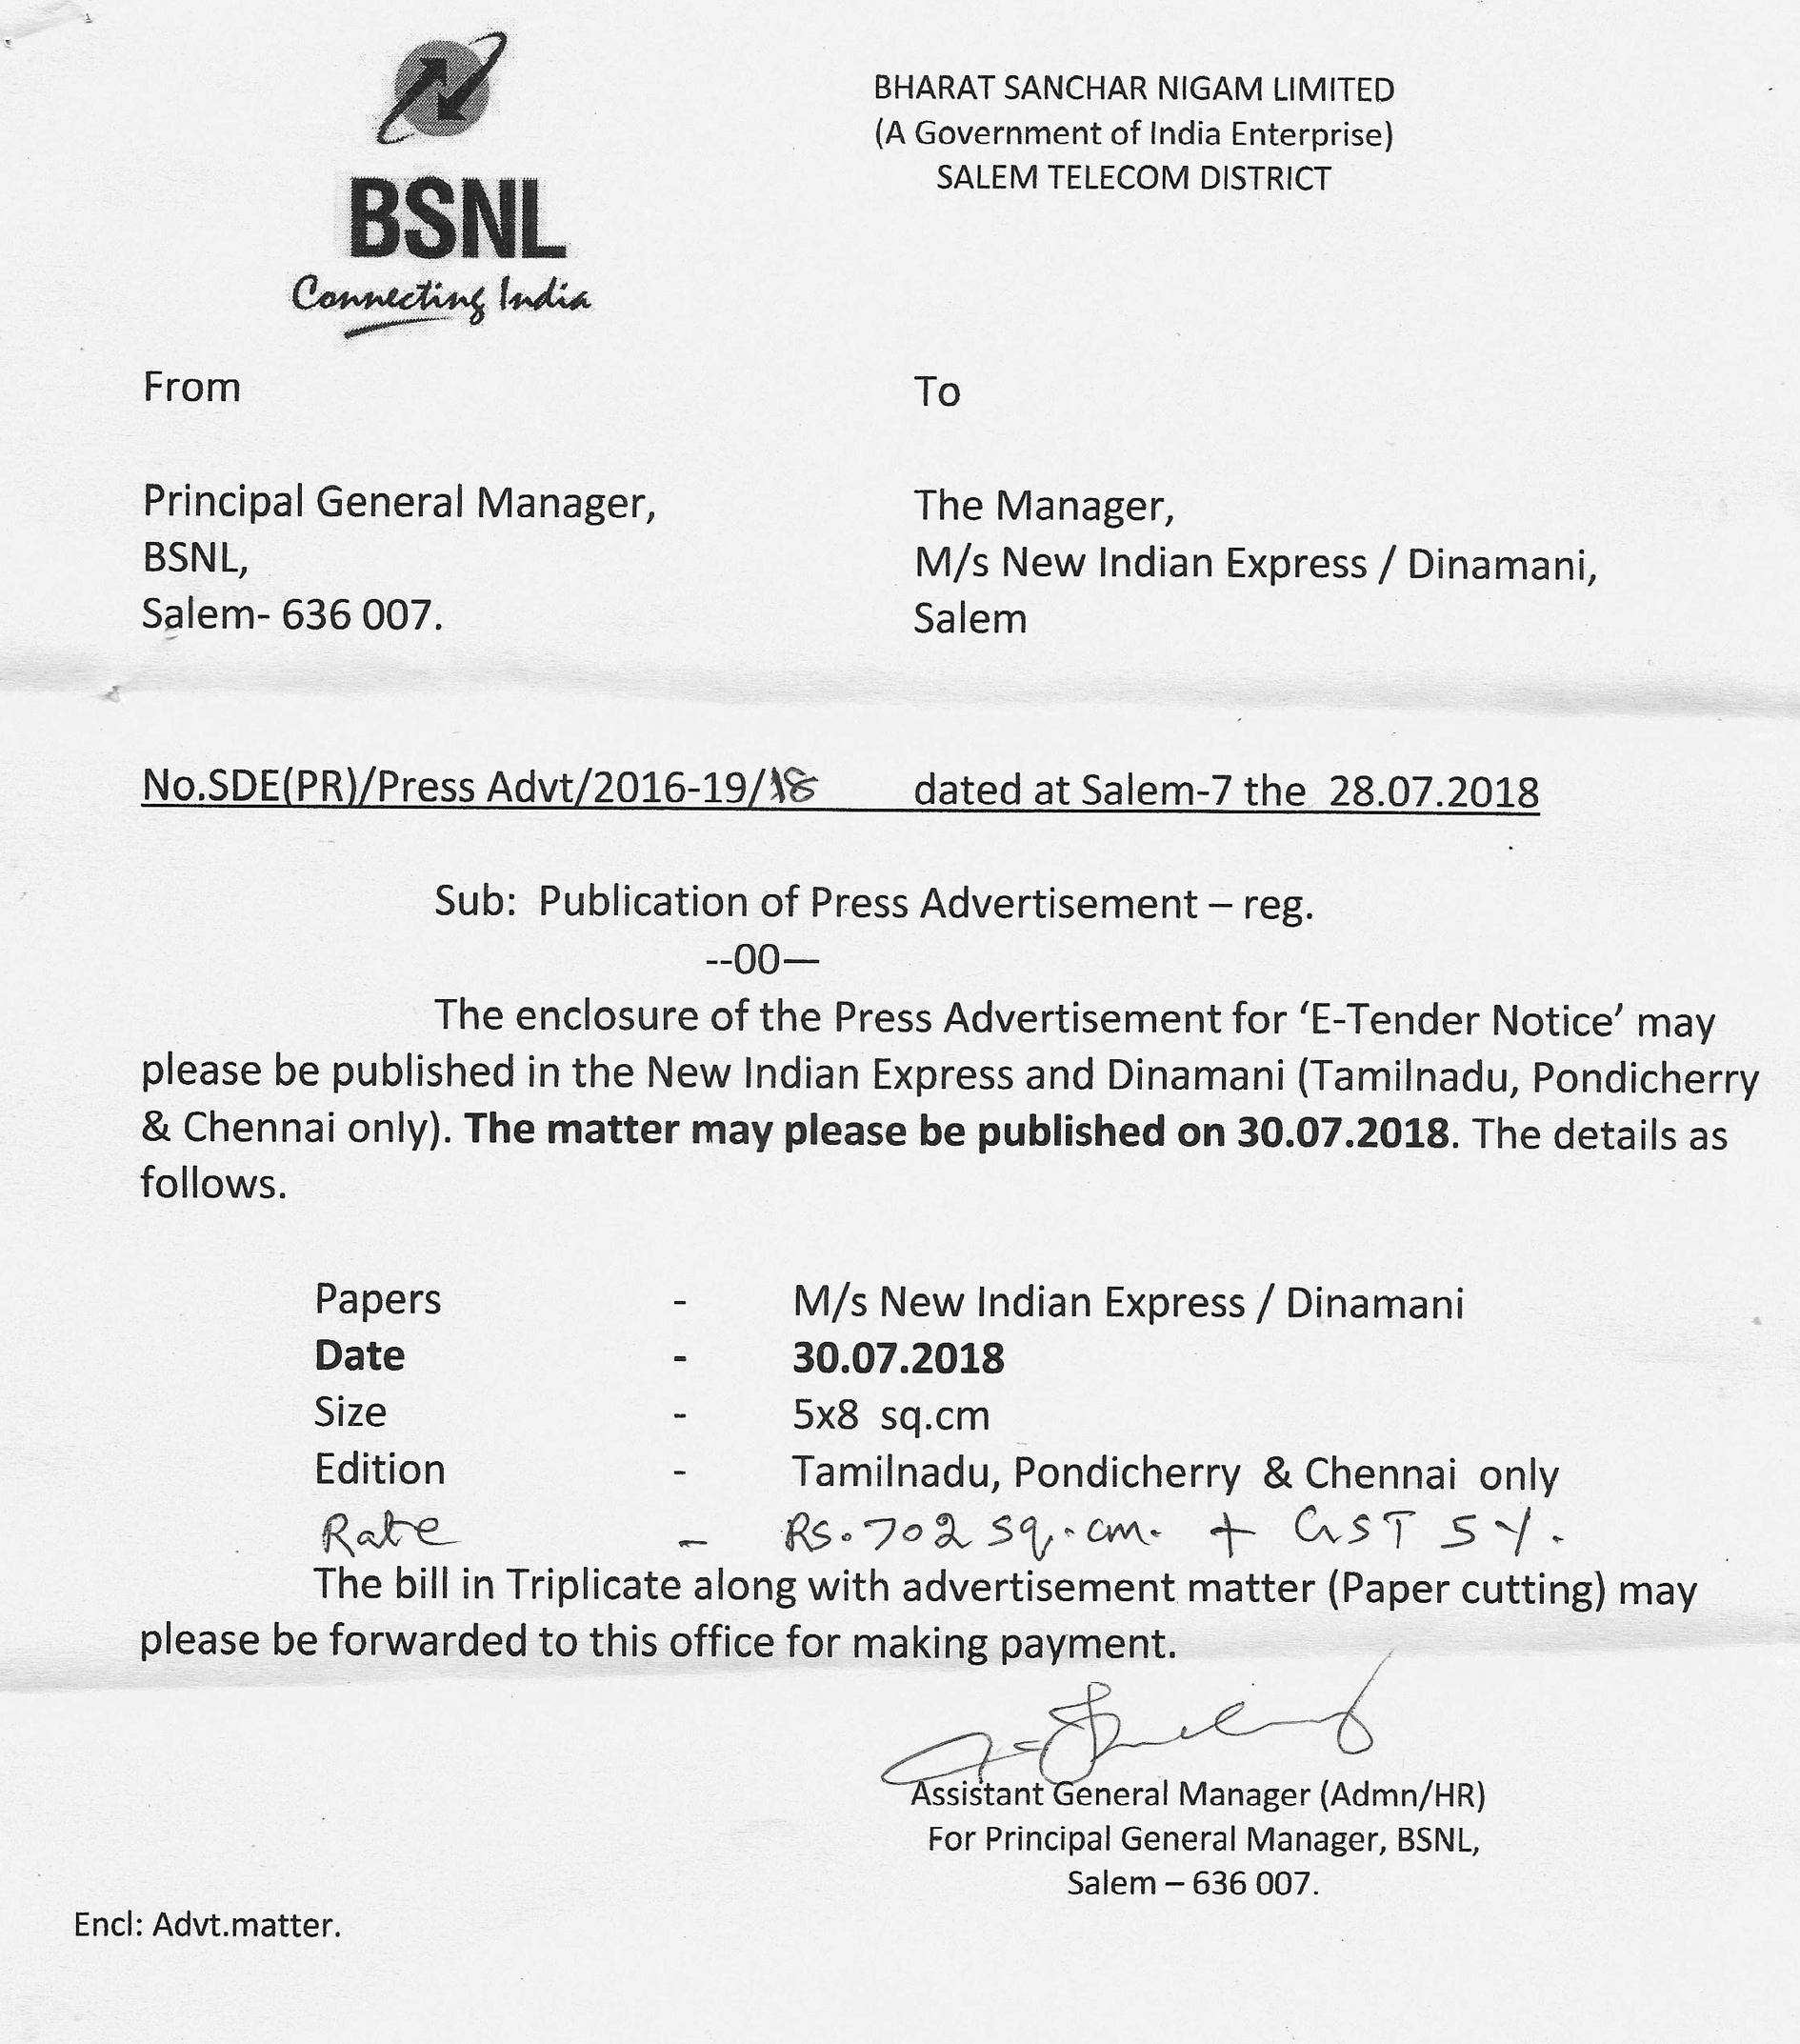 BSNL
Connecting India
BHARAT SANCHAR NIGAM LIMITED
(A Government of India Enterprise)
SALEM TELECOM DISTRICT
From
Principal General Manager,
BSNL,
Salem- 636 007.
To
The Manager,
M/s New Indian Express / Dinamani,
Salem
No.SDE(PR)/Press Advt/2016-19/18 dated at Salem-7 the 28.07.2018
Sub: Publication of Press Advertisement – reg.
--00—
The enclosure of the Press Advertisement for ‘E-Tender Notice’ may
please be published in the New Indian Express and Dinamani (Tamilnadu, Pondicherry
& Chennai only). The matter may please be published on 30.07.2018. The details as
follows.
Papers - M/s New Indian Express / Dinamani
Date - 30.07.2018
Size - 5x8 sq.cm
Edition - Tamilnadu, Pondicherry & Chennai only
Rate - Rs.702 sq.cm. + GST 5%.
The bill in Triplicate along with advertisement matter (Paper cutting) may
please be forwarded to this office for making payment.
Assistant General Manager (Admn/HR)
For Principal General Manager, BSNL,
Salem – 636 007.
Encl: Advt.matter.